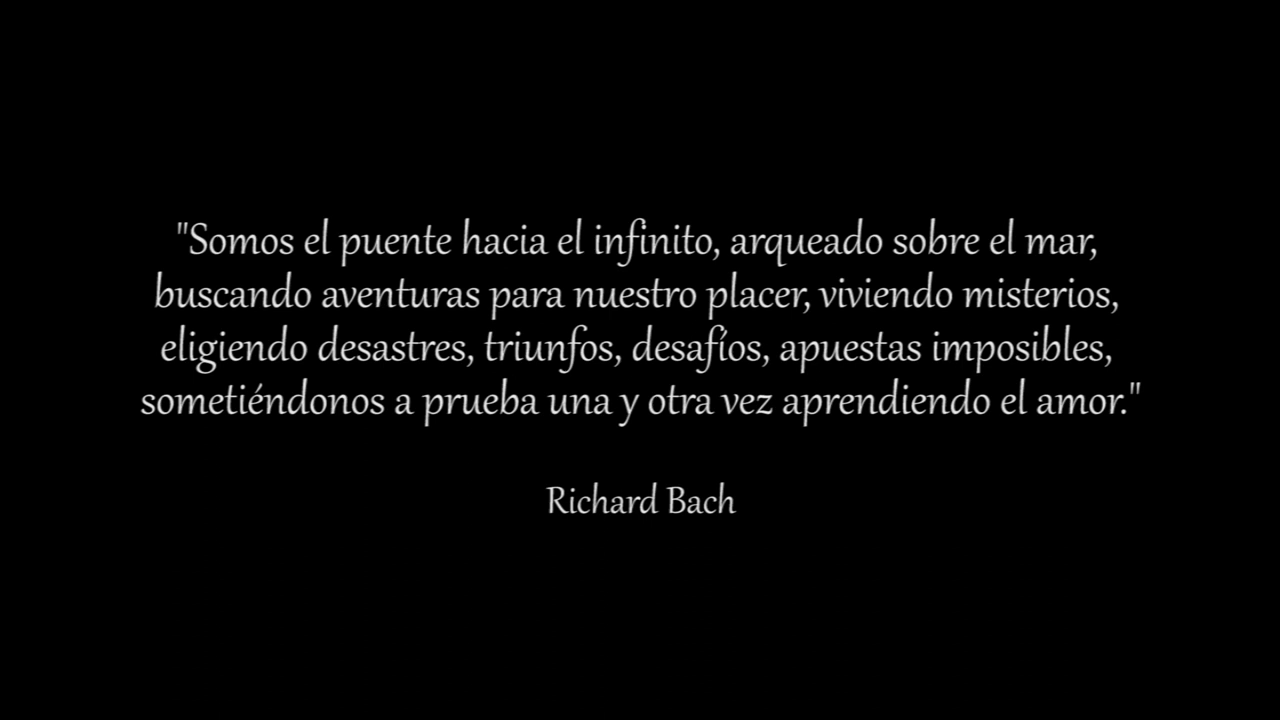 "Somos el puente hacia el infinito, arqueado sobre el mar,
buscando aventuras para nuestro placer, viviendo misterios,
eligiendo desastres, triunfos, desafíos, apuestas imposibles,
sometiéndonos a prueba una y otra vez aprendiendo el amor."
Richard Bach